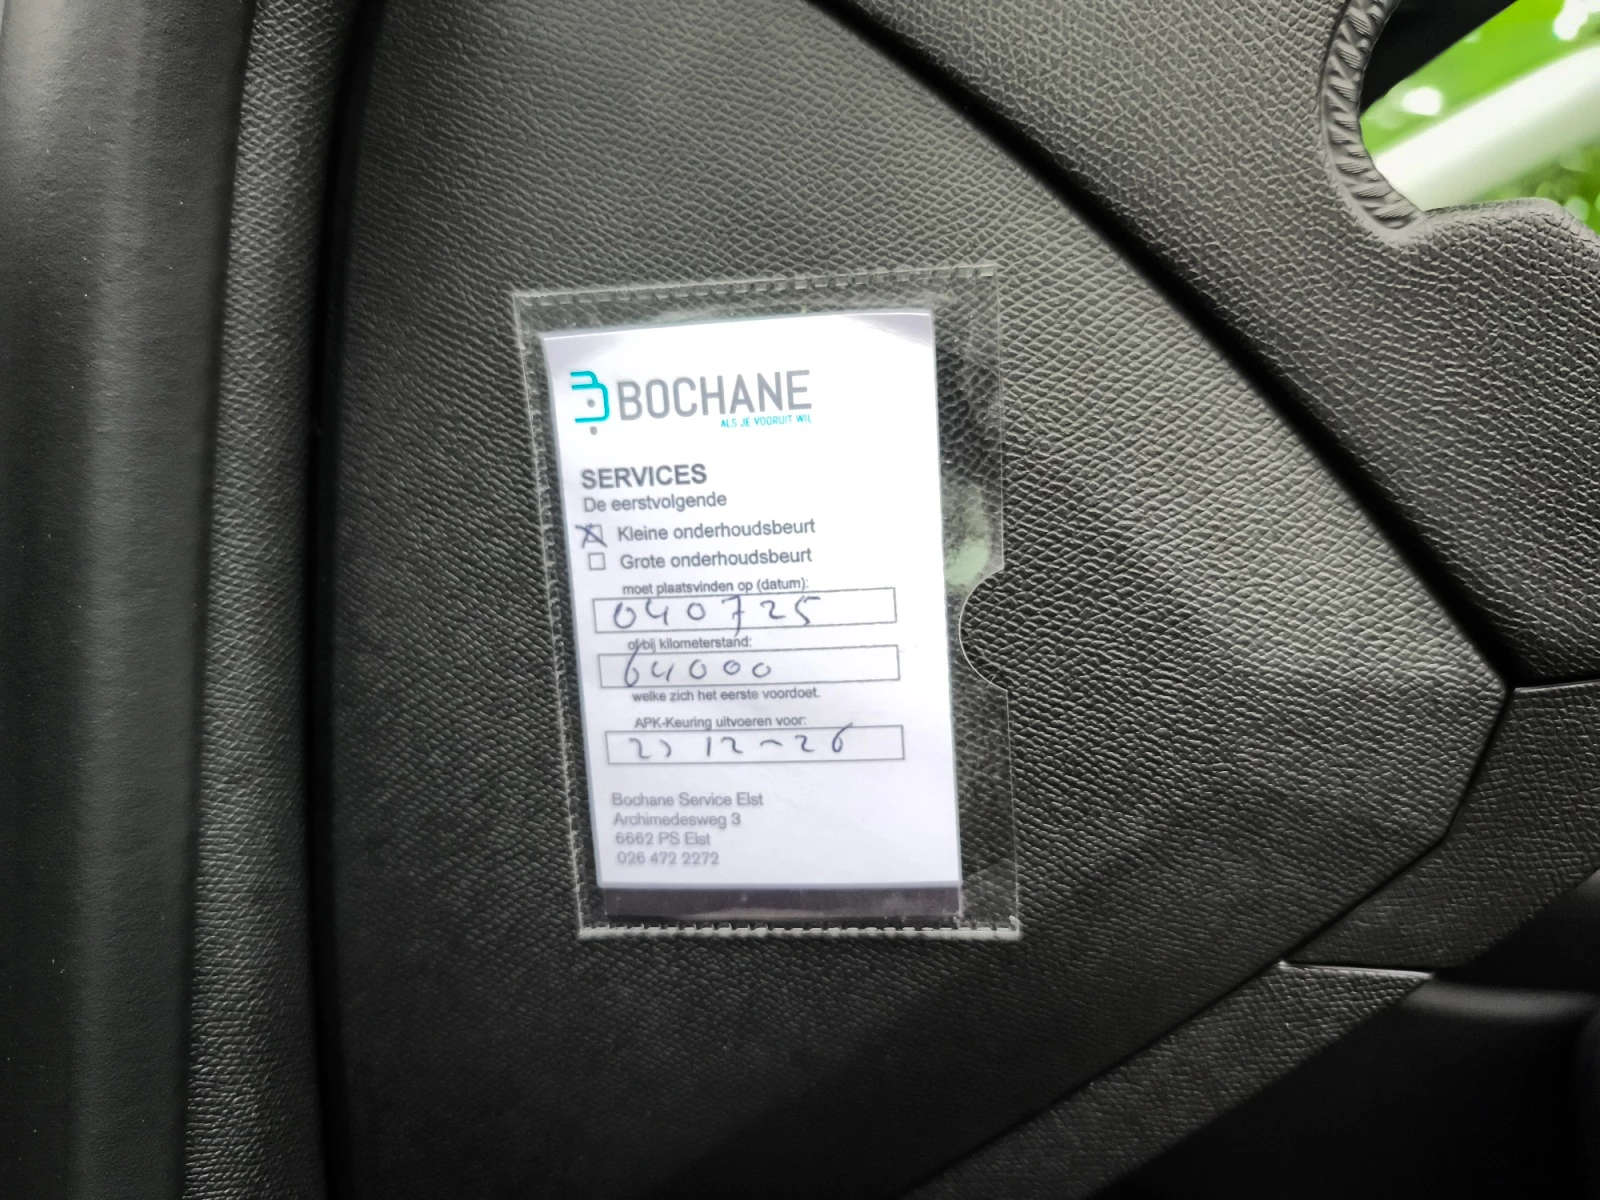 BOCHANE
ALS JE VOORUIT WIL
SERVICES
De eerstvolgende
Kleine onderhoudsbeurt
Grote onderhoudsbeurt
moet plaatsvinden op (datum):
040725
of bij kilometerstand:
64000
welke zich het eerste voordoet.
APK-Keuring uitvoeren voor:
12-26
Bochane Service Elst
Archimedesweg 3
6662 PS Elst
026 472 2272